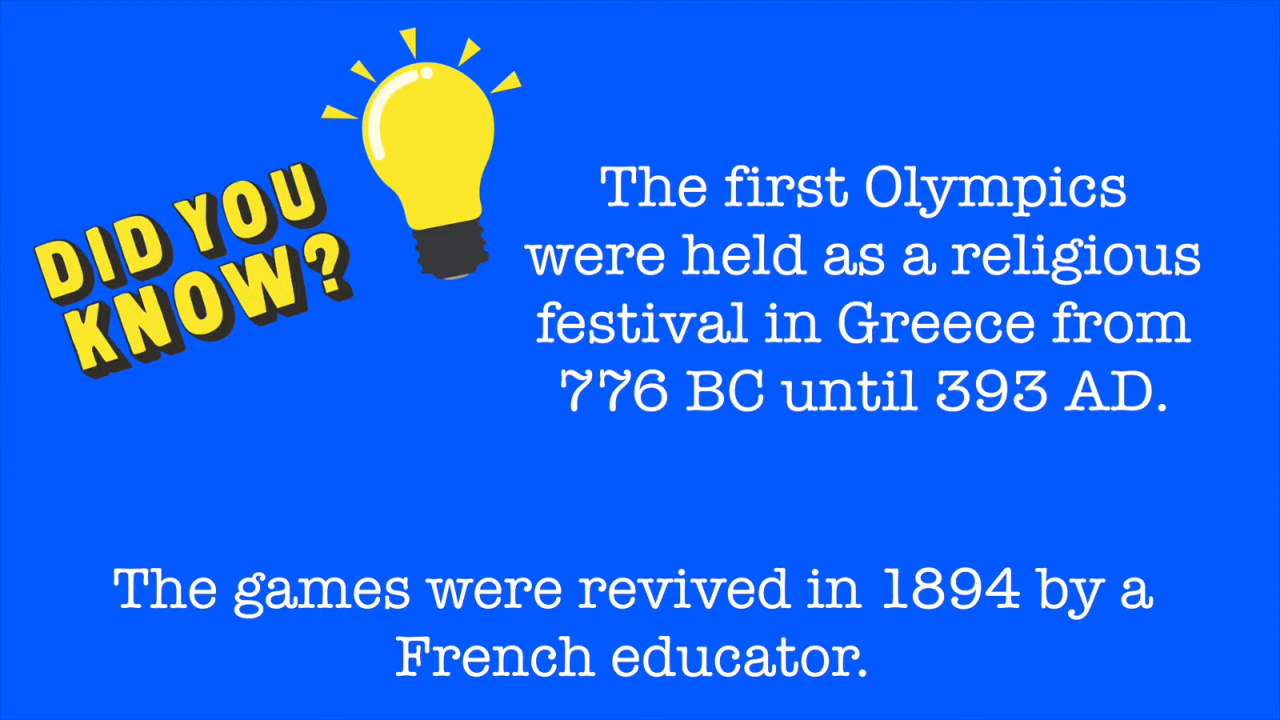 DID YOU
KNOW?
The first Olympics
were held as a religious
festival in Greece from
776 BC until 393 AD.
The games were revived in 1894 by a
French educator.